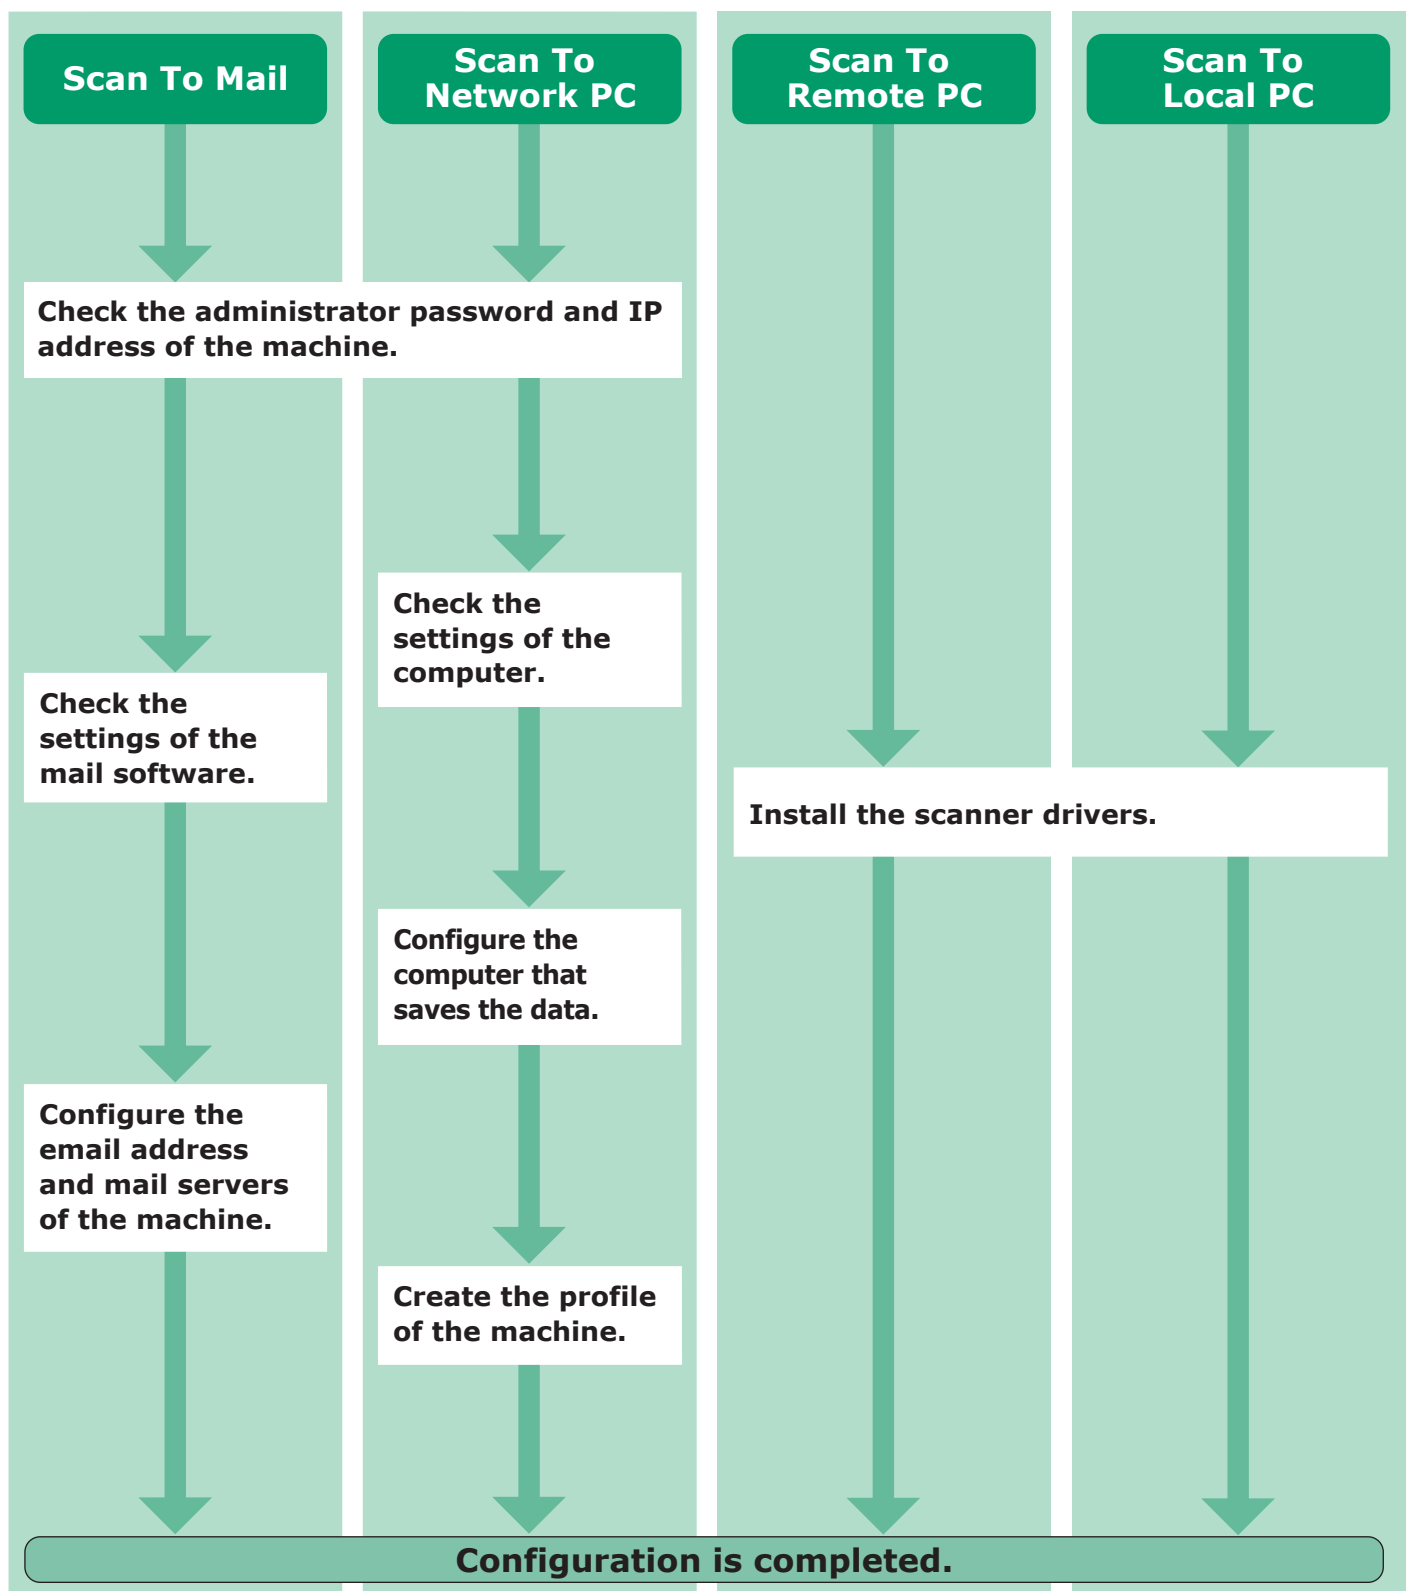 Scan To Mail
Scan To
Network PC
Scan To
Remote PC
Scan To
Local PC
Check the administrator password and IP
address of the machine.
Check the
settings of the
computer.
Check the
settings of the
mail software.
Install the scanner drivers.
Configure the
computer that
saves the data.
Configure the
email address
and mail servers
of the machine.
Create the profile
of the machine.
Configuration is completed.